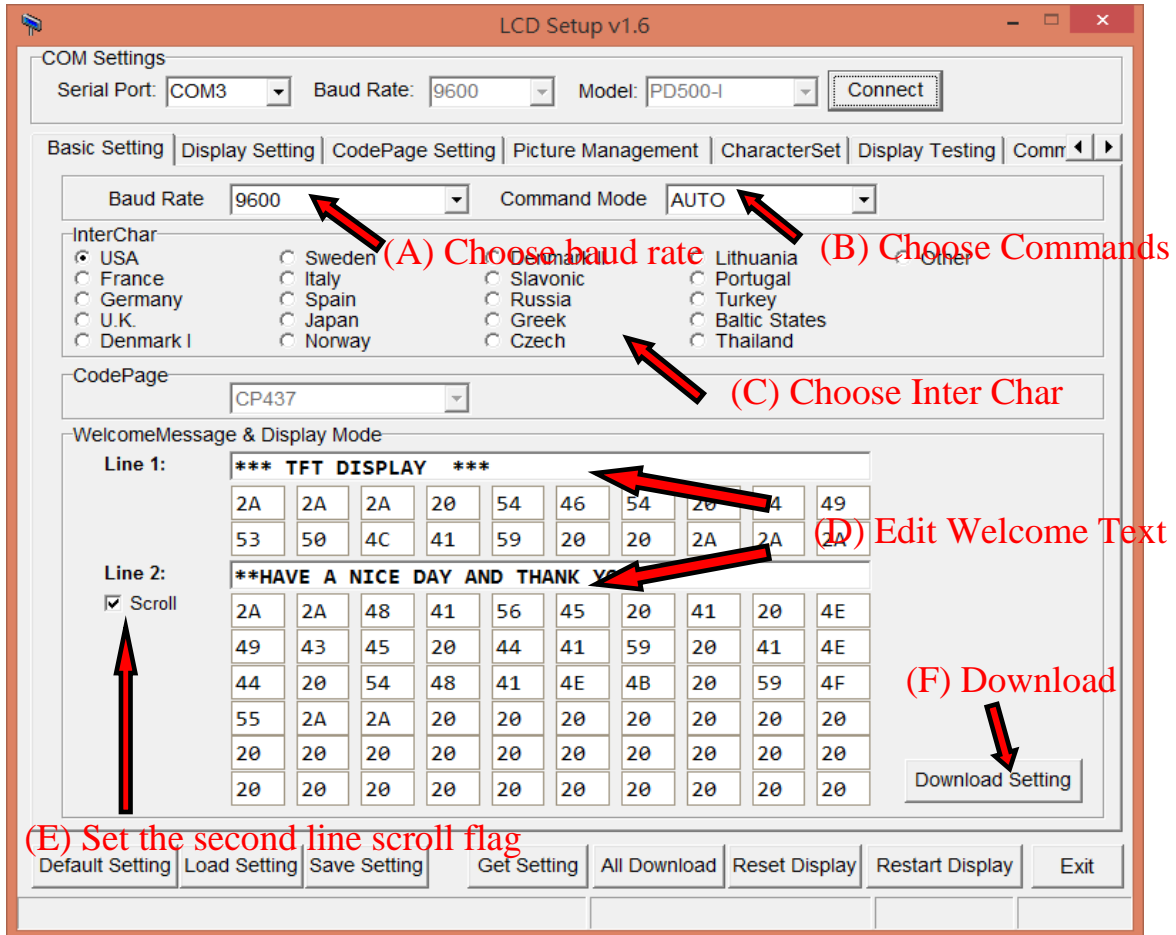 LCD Setup v1.6
COM Settings
Serial Port: COM3 Baud Rate: 9600 Model: PD500-I Connect
Basic Setting Display Setting CodePage Setting Picture Management CharacterSet Display Testing Comm
Baud Rate 9600 Command Mode AUTO
(A) Choose baud rate
(B) Choose Commands
InterChar
USA Sweden Denmark II Lithuania Other
France Italy Slavonic Portugal
Germany Spain Russia Turkey
U.K. Japan Greek Baltic States
Denmark I Norway Czech Thailand
(C) Choose Inter Char
CodePage
CP437
WelcomeMessage & Display Mode
Line 1: *** TFT DISPLAY ***
2A 2A 2A 20 54 46 54 20 49
53 50 4C 41 59 20 20 2A 2A 2A
(D) Edit Welcome Text
Line 2: **HAVE A NICE DAY AND THANK
Scroll
2A 2A 48 41 56 45 20 41 20 4E
49 43 45 20 44 41 59 20 41 4E
44 20 54 48 41 4E 4B 20 59 4F
55 2A 2A 20 20 20 20 20 20 20
20 20 20 20 20 20 20 20 20 20
20 20 20 20 20 20 20 20 20 20
(F) Download
Download Setting
(E) Set the second line scroll flag
Default Setting Load Setting Save Setting Get Setting All Download Reset Display Restart Display Exit